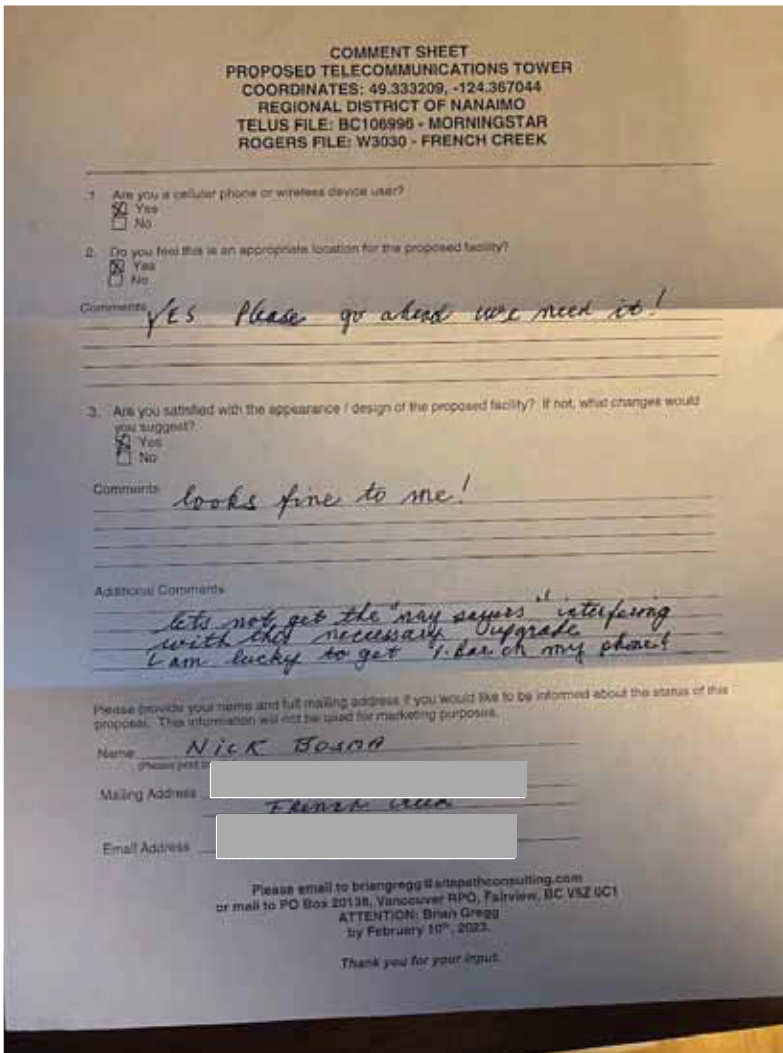 COMMENT SHEET
PROPOSED TELECOMMUNICATIONS TOWER
COORDINATES: 49.333209, -124.367044
REGIONAL DISTRICT OF NANAIMO
TELUS FILE: BC106996 - MORNINGSTAR
ROGERS FILE: W3030 - FRENCH CREEK
1. Are you a cellular phone or wireless device user?
Yes
No
2. Do you feel this is an appropriate location for the proposed facility?
Yes
No
Comments YES Please go ahead we need it!
3. Are you satisfied with the appearance / design of the proposed facility? If not, what changes would
you suggest?
Yes
No
Comments looks fine to me!
Additional Comments
lets not get the "nay sayers" interfering
with this necessary upgrade
I am lucky to get 1 bar on my phone!
Please provide your name and full mailing address if you would like to be informed about the status of this
proposal. This information will not be used for marketing purposes.
Name NICK
(Please print
Mailing Address
French Creek
Email Address
Please email to briangregg@sitepathconsulting.com
or mail to PO Box 20138, Vancouver RPO, Fairview, BC V5Z 0C1
ATTENTION: Brian Gregg
by February 10th, 2023.
Thank you for your input.